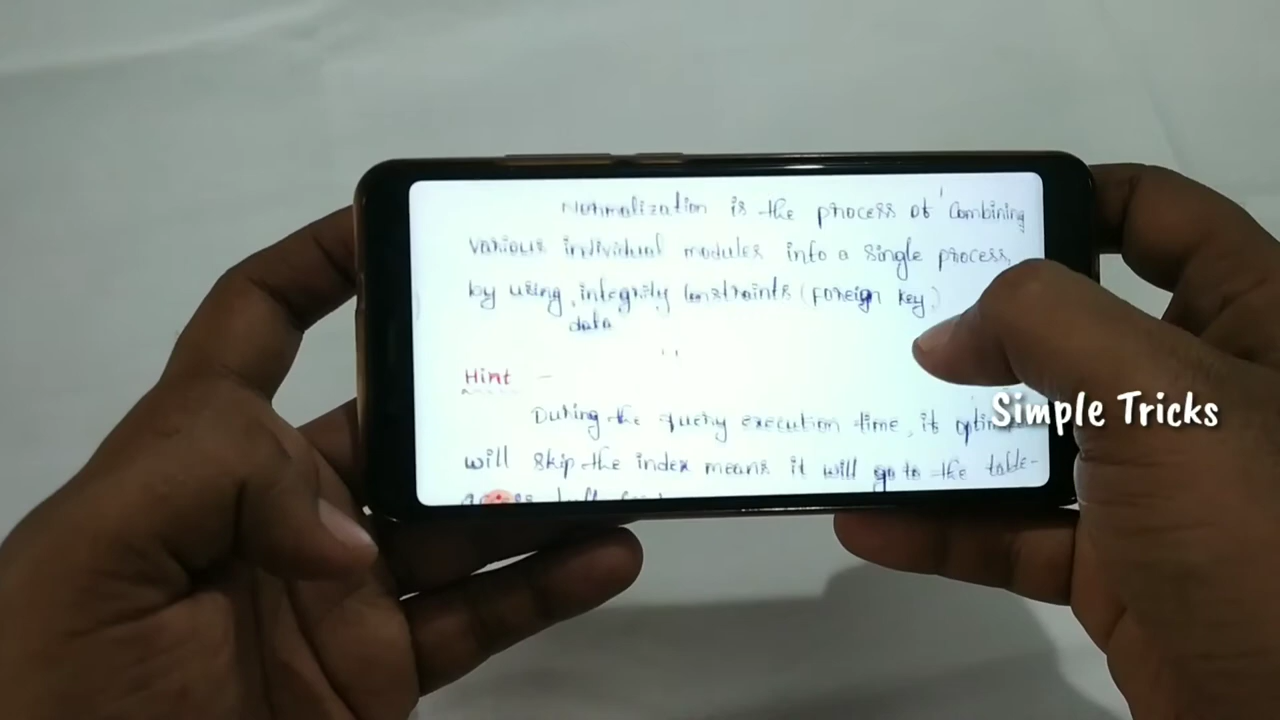 Normalization is the process of combining
various individual modules into a single process,
by using integrity constraints (foreign key)
data
Hint -
During the query execution time, it
will skip the index means it will go to the table-
Simple Tricks